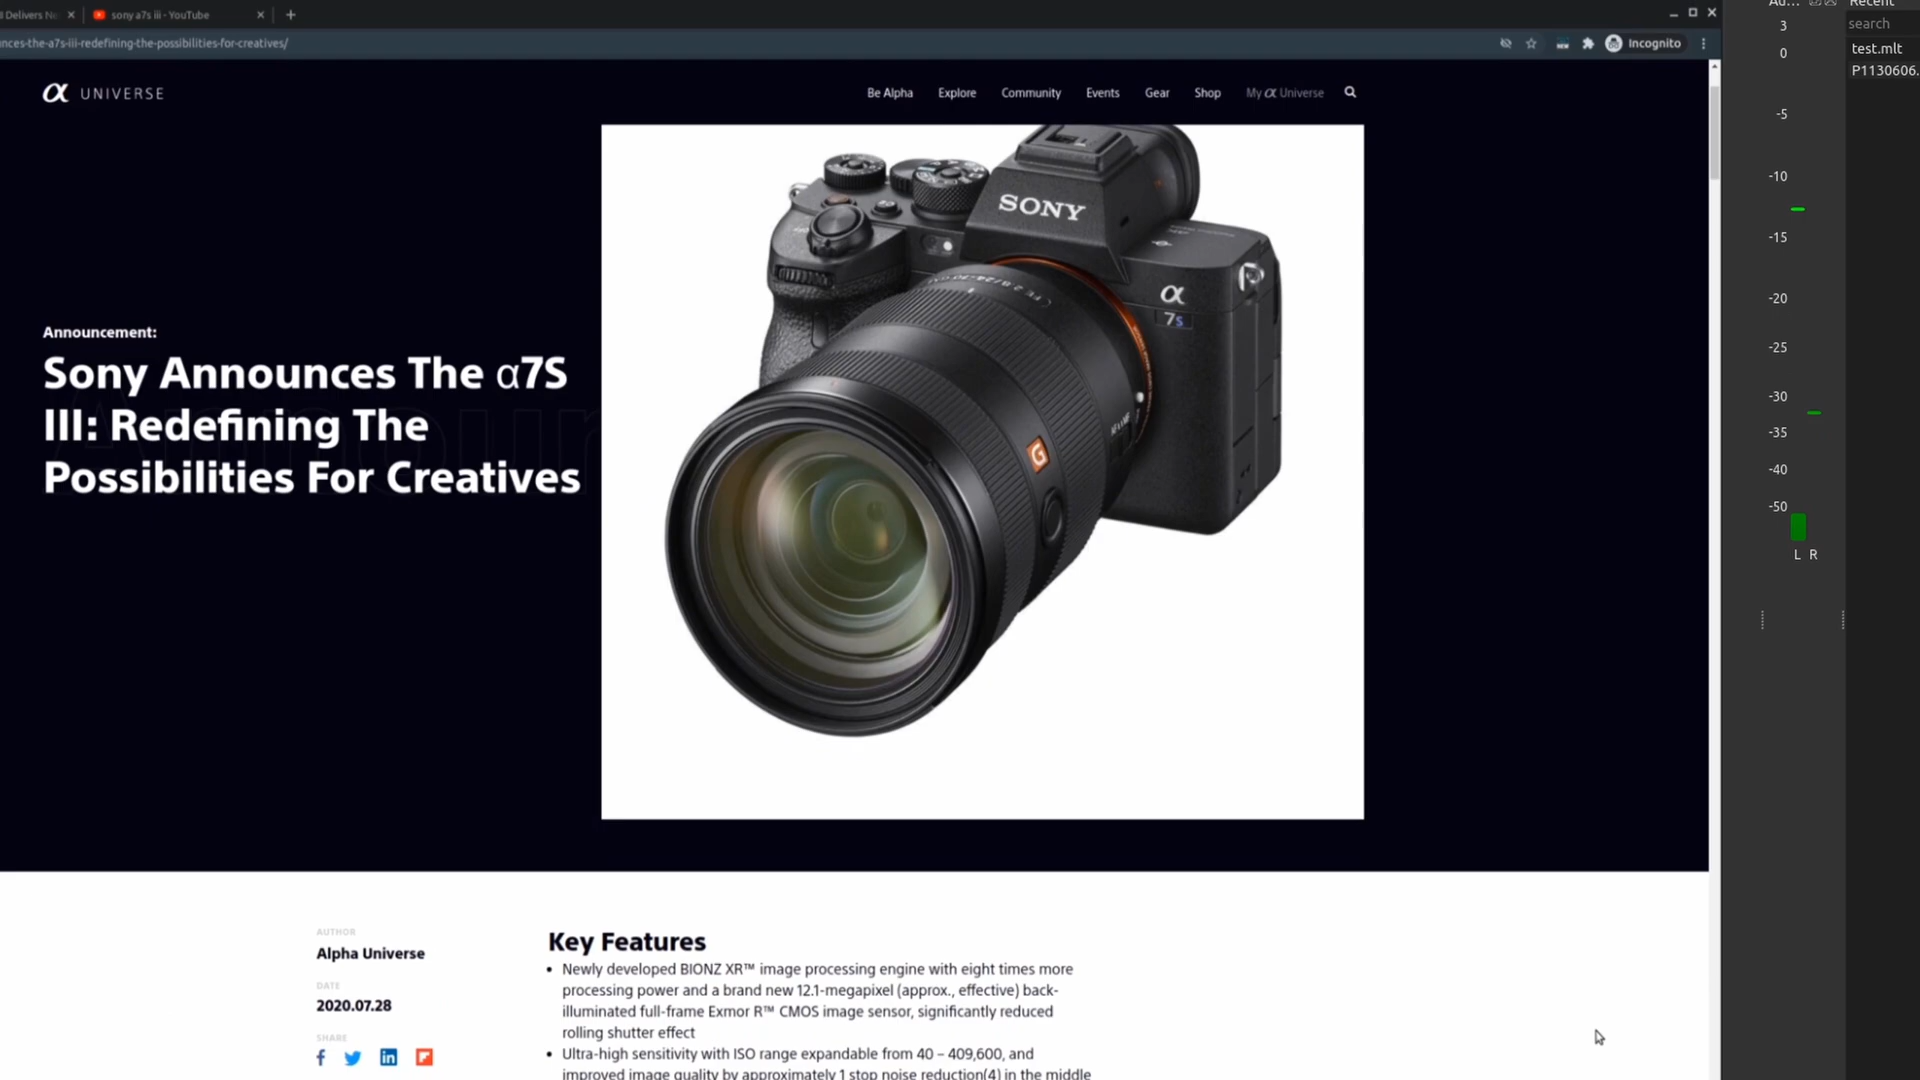 sony a7s iii - YouTube
nces-the-a7s-iii-redefining-the-possibilities-for-creatives/
Incognito
α UNIVERSE
Be Alpha Explore Community Events Gear Shop My α Universe
SONY
α
7s
G
Announcement:
Sony Announces The α7S
III: Redefining The
Possibilities For Creatives
AUTHOR
Alpha Universe
DATE
2020.07.28
SHARE
Key Features
• Newly developed BIONZ XR™ image processing engine with eight times more
processing power and a brand new 12.1-megapixel (approx., effective) back-
illuminated full-frame Exmor R™ CMOS image sensor, significantly reduced
rolling shutter effect
• Ultra-high sensitivity with ISO range expandable from 40 – 409,600, and
improved image quality by approximately 1 stop noise reduction(4) in the middle
3
0
-5
-10
-15
-20
-25
-30
-35
-40
-50
L R
Recent
search
test.mlt
P1130606.